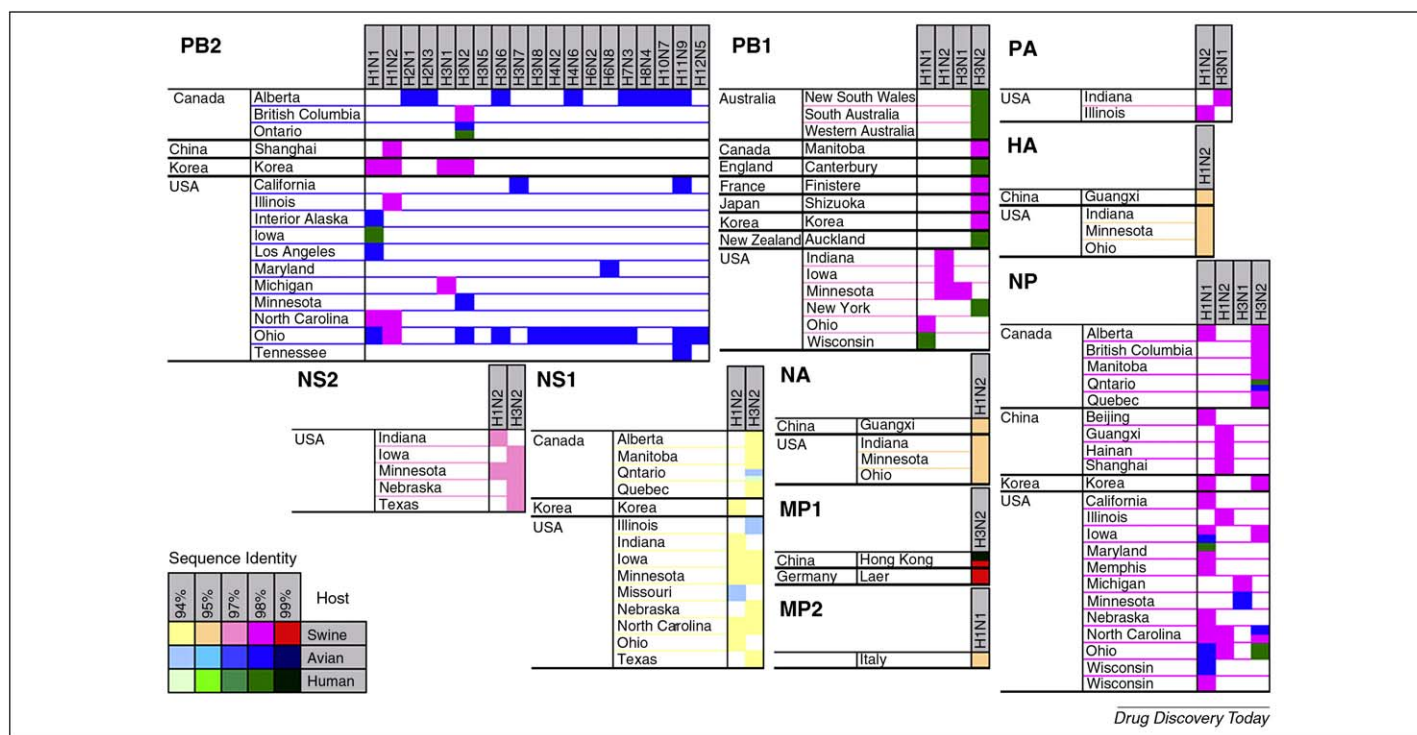 PB2
H1N1
H1N2
H2N1
H2N3
H3N1
H3N2
H3N5
H3N6
H3N7
H3N8
H4N2
H4N6
H6N2
H6N8
H7N3
H8N4
H10N7
H11N9
H12N5
Canada Alberta
British Columbia
Ontario
China Shanghai
Korea Korea
USA California
Illinois
Interior Alaska
Iowa
Los Angeles
Maryland
Michigan
Minnesota
North Carolina
Ohio
Tennessee
PB1
H1N1
H1N2
H3N1
H3N2
Australia New South Wales
South Australia
Western Australia
Canada Manitoba
England Canterbury
France Finistere
Japan Shizuoka
Korea Korea
New Zealand Auckland
USA Indiana
Iowa
Minnesota
New York
Ohio
Wisconsin
PA
H1N2
H3N1
USA Indiana
Illinois
HA
H1N2
China Guangxi
USA Indiana
Minnesota
Ohio
NP
H1N1
H1N2
H3N1
H3N2
Canada Alberta
British Columbia
Manitoba
Qntario
Quebec
China Beijing
Guangxi
Hainan
Shanghai
Korea Korea
USA California
Illinois
Iowa
Maryland
Memphis
Michigan
Minnesota
Nebraska
North Carolina
Ohio
Wisconsin
Wisconsin
NS2
H1N2
H3N2
USA Indiana
Iowa
Minnesota
Nebraska
Texas
NS1
H1N2
H3N2
Canada Alberta
Manitoba
Qntario
Quebec
Korea Korea
USA Illinois
Indiana
Iowa
Minnesota
Missouri
Nebraska
North Carolina
Ohio
Texas
NA
H1N2
China Guangxi
USA Indiana
Minnesota
Ohio
MP1
H3N2
China Hong Kong
Germany Laer
MP2
H1N1
Italy
Sequence Identity
94%
95%
97%
98%
99%
Host
Swine
Avian
Human
Drug Discovery Today